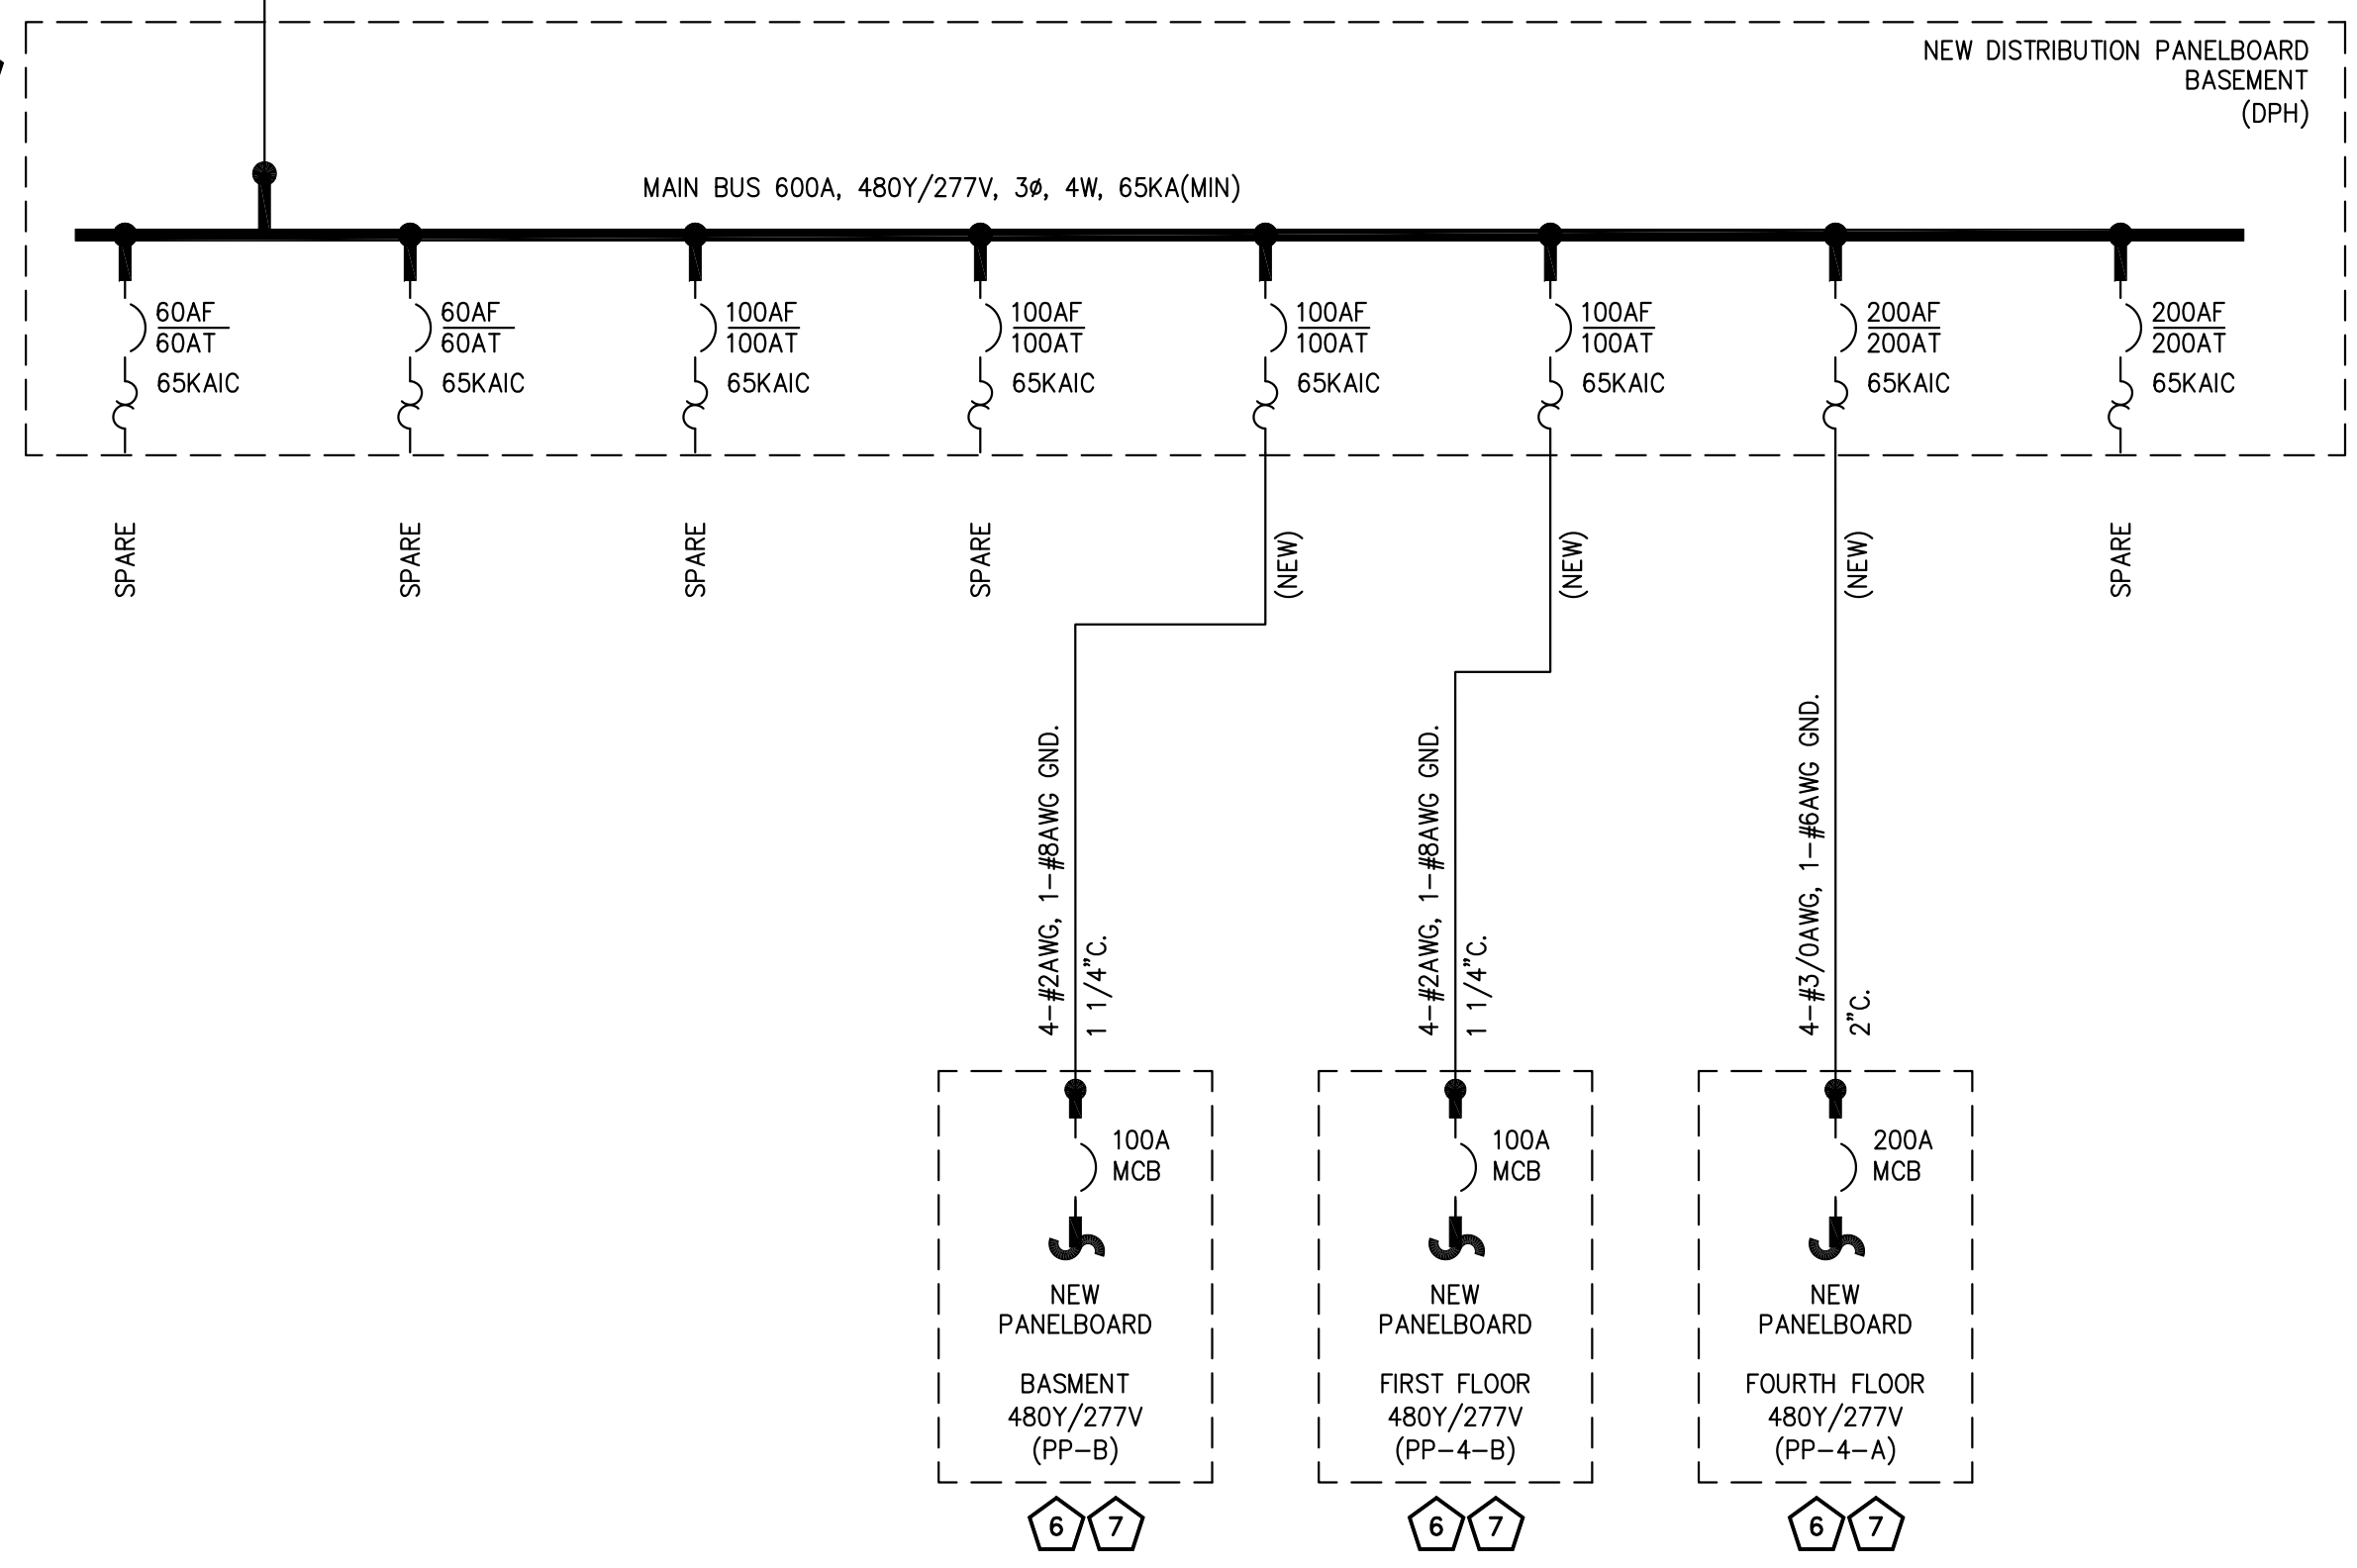 NEW DISTRIBUTION PANELBOARD
BASEMENT
(DPH)
MAIN BUS 600A, 480Y/277V, 3ø, 4W, 65KA(MIN)
60AF
60AT
65KAIC
60AF
60AT
65KAIC
100AF
100AT
65KAIC
100AF
100AT
65KAIC
100AF
100AT
65KAIC
100AF
100AT
65KAIC
200AF
200AT
65KAIC
200AF
200AT
65KAIC
SPARE
SPARE
SPARE
SPARE
(NEW)
(NEW)
(NEW)
SPARE
4-#2AWG, 1-#8AWG GND.
1 1/4"C.
4-#2AWG, 1-#8AWG GND.
1 1/4"C.
4-#3/0AWG, 1-#6AWG GND.
2"C.
100A
MCB
NEW
PANELBOARD
BASMENT
480Y/277V
(PP-B)
6 7
100A
MCB
NEW
PANELBOARD
FIRST FLOOR
480Y/277V
(PP-4-B)
6 7
200A
MCB
NEW
PANELBOARD
FOURTH FLOOR
480Y/277V
(PP-4-A)
6 7